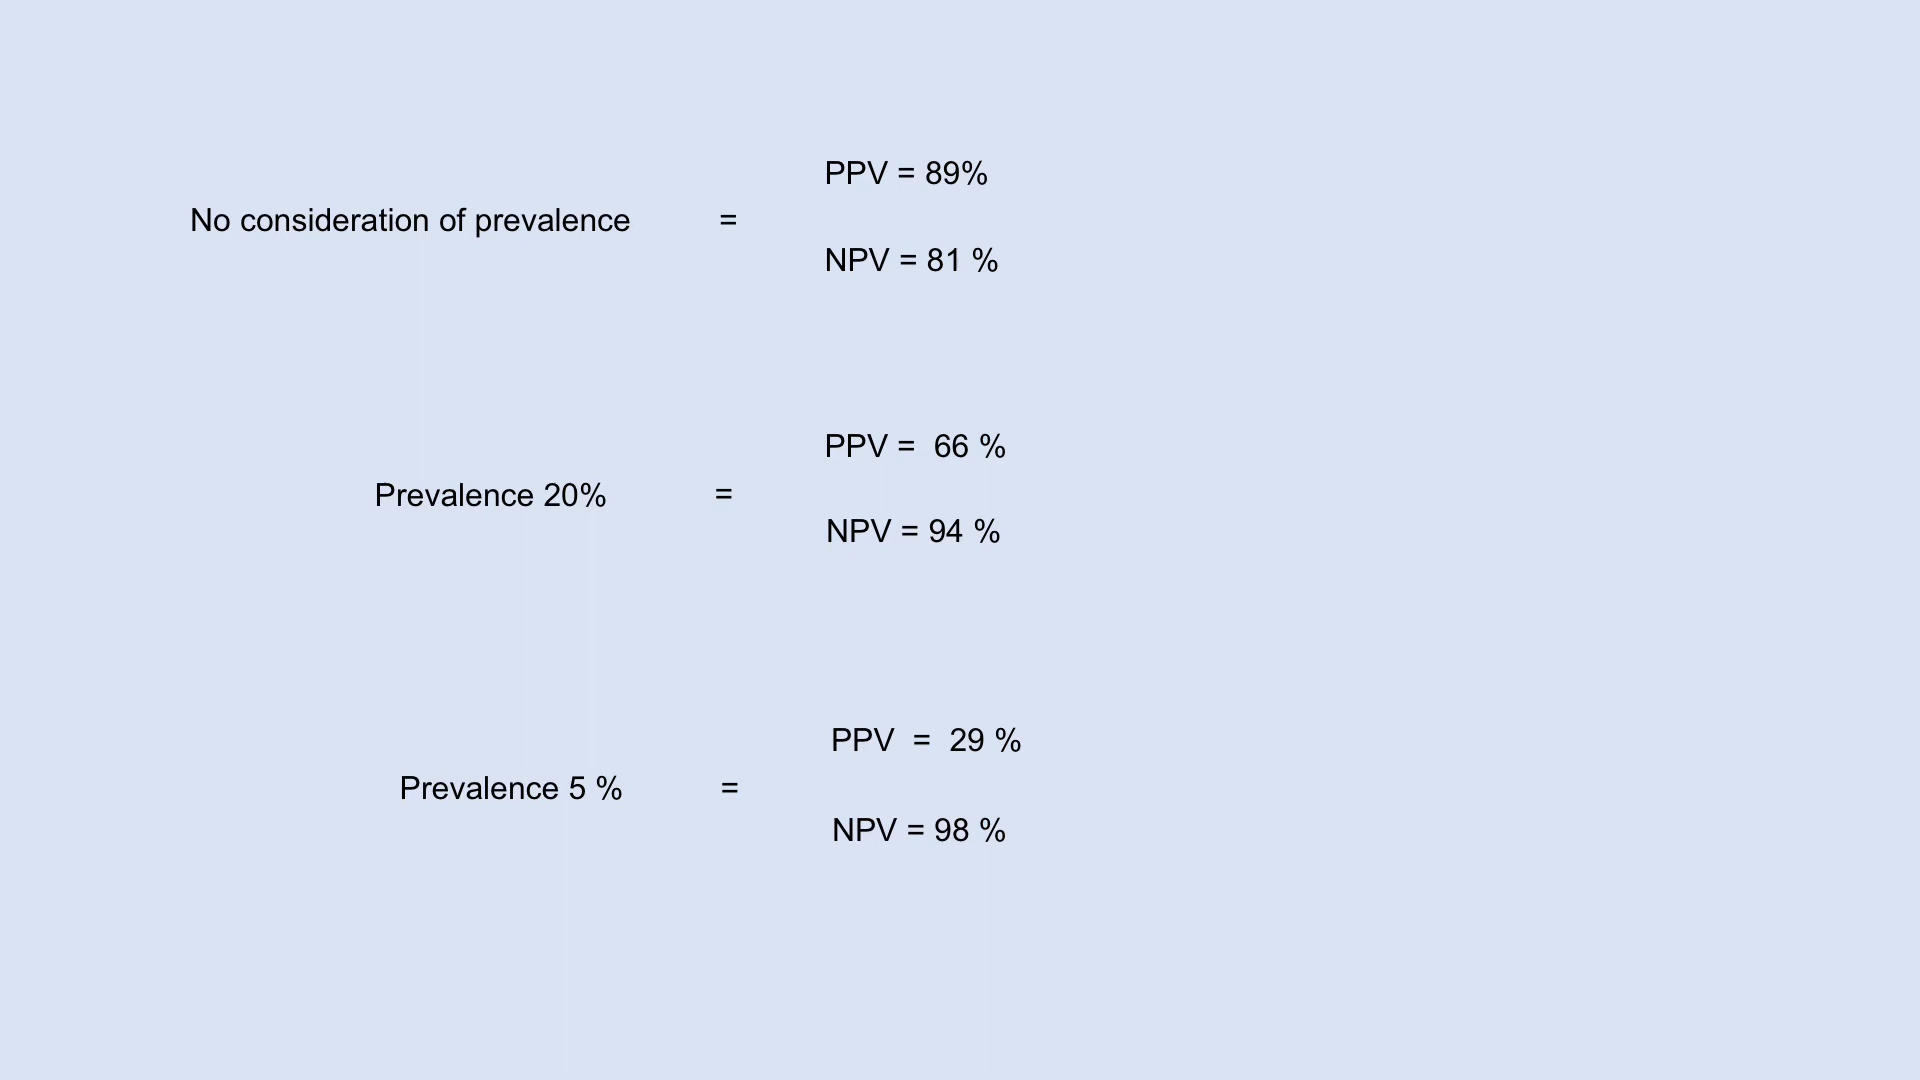 PPV = 89%
No consideration of prevalence =
NPV = 81 %
PPV = 66 %
Prevalence 20% =
NPV = 94 %
PPV = 29 %
Prevalence 5 % =
NPV = 98 %